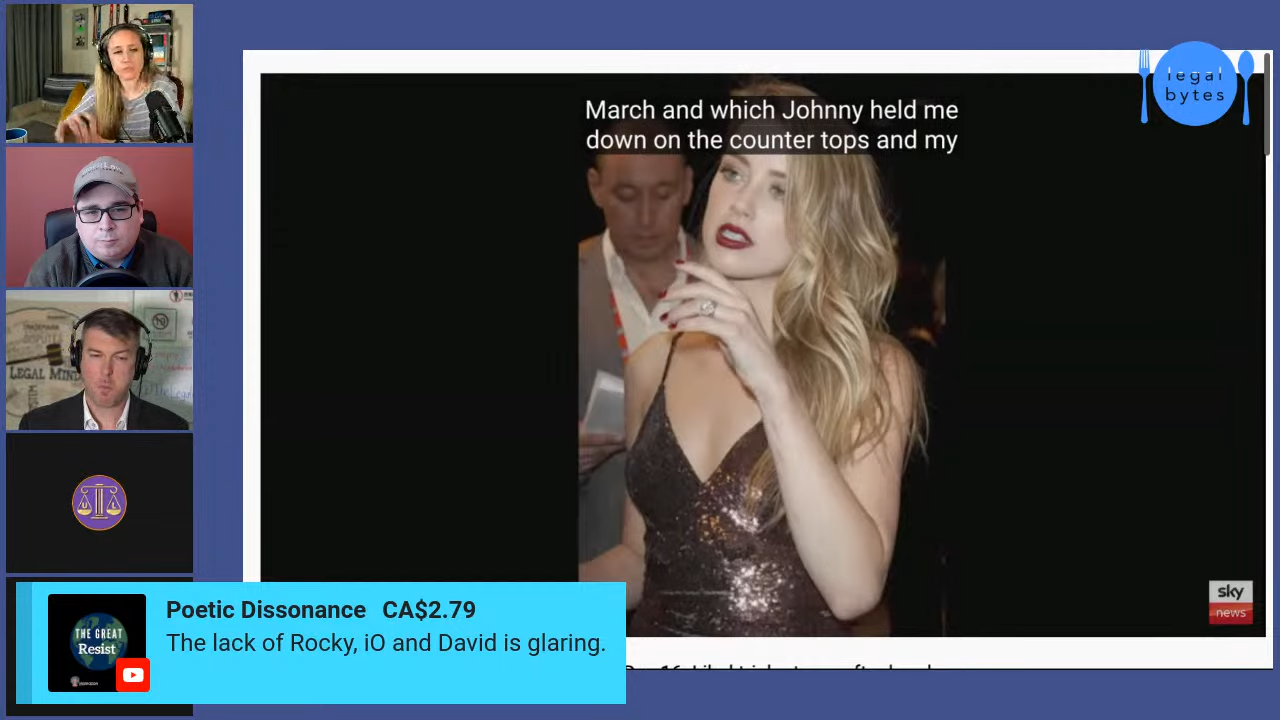 legal
bytes
March and which Johnny held me
down on the counter tops and my
LEGAL MIND
U L
sky
news
THE GREAT
Resist
Poetic Dissonance CA$2.79
The lack of Rocky, iO and David is glaring.